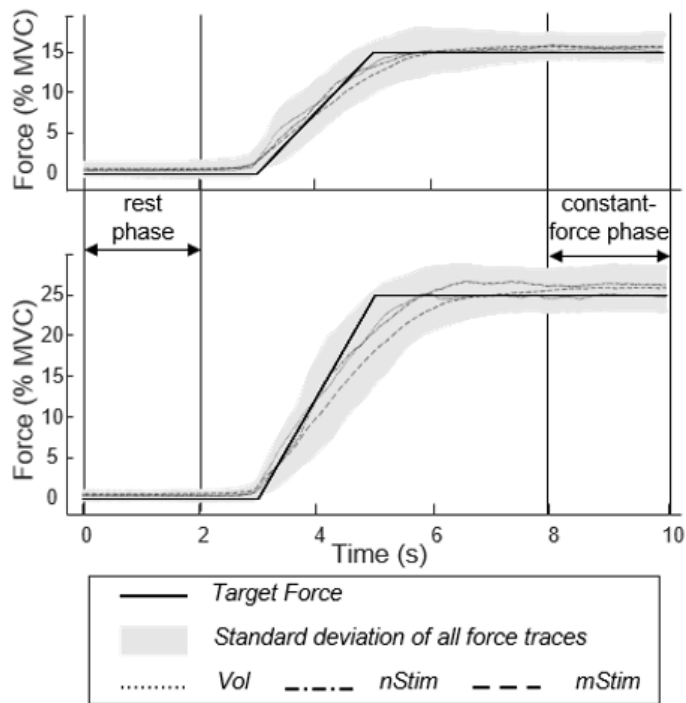 Force (% MVC)
15
10
5
0
rest phase
constant-force phase
Force (% MVC)
25
25
15
10
5
0
0
2
4
6
8
10
Time (s)
Target Force
Standard deviation of all force traces
Vol
nStim
mStim